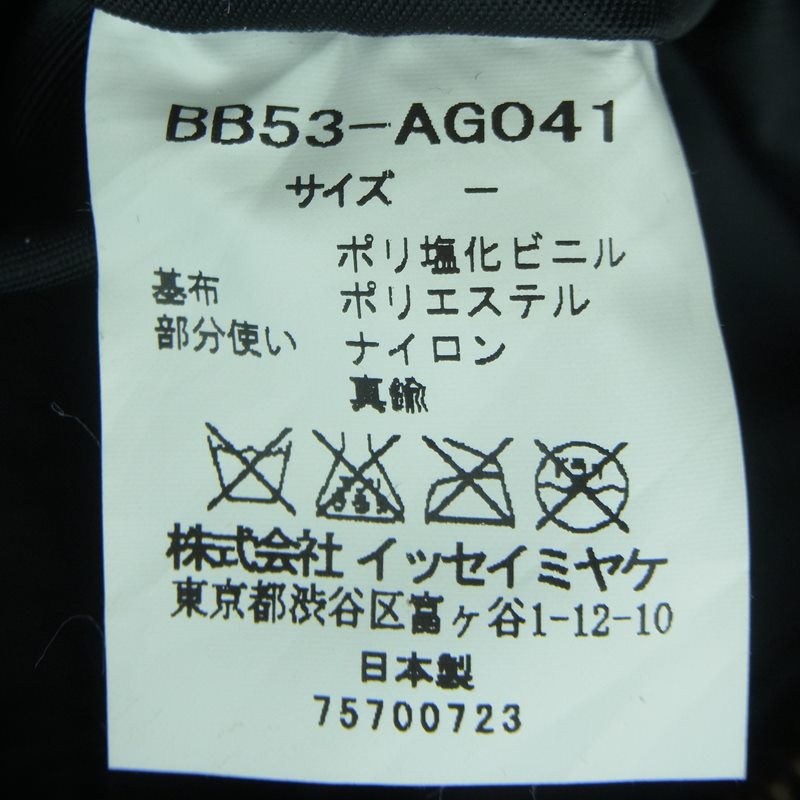 BB53-AG041
サイズ ー
ポリ塩化ビニル
基布 ポリエステル
部分使い ナイロン
真鍮
株式会社 イッセイミヤケ
東京都渋谷区富ヶ谷1-12-10
日本製
75700723